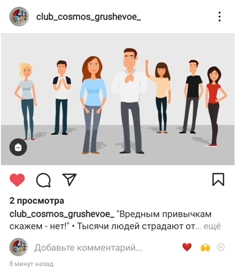 club_cosmos_grushevoe_
2 просмотра
club_cosmos_grushevoe_ "Вредным привычкам
скажем - нет!" • Тысячи людей страдают от... ещё
Добавьте комментарий...
8 минут назад